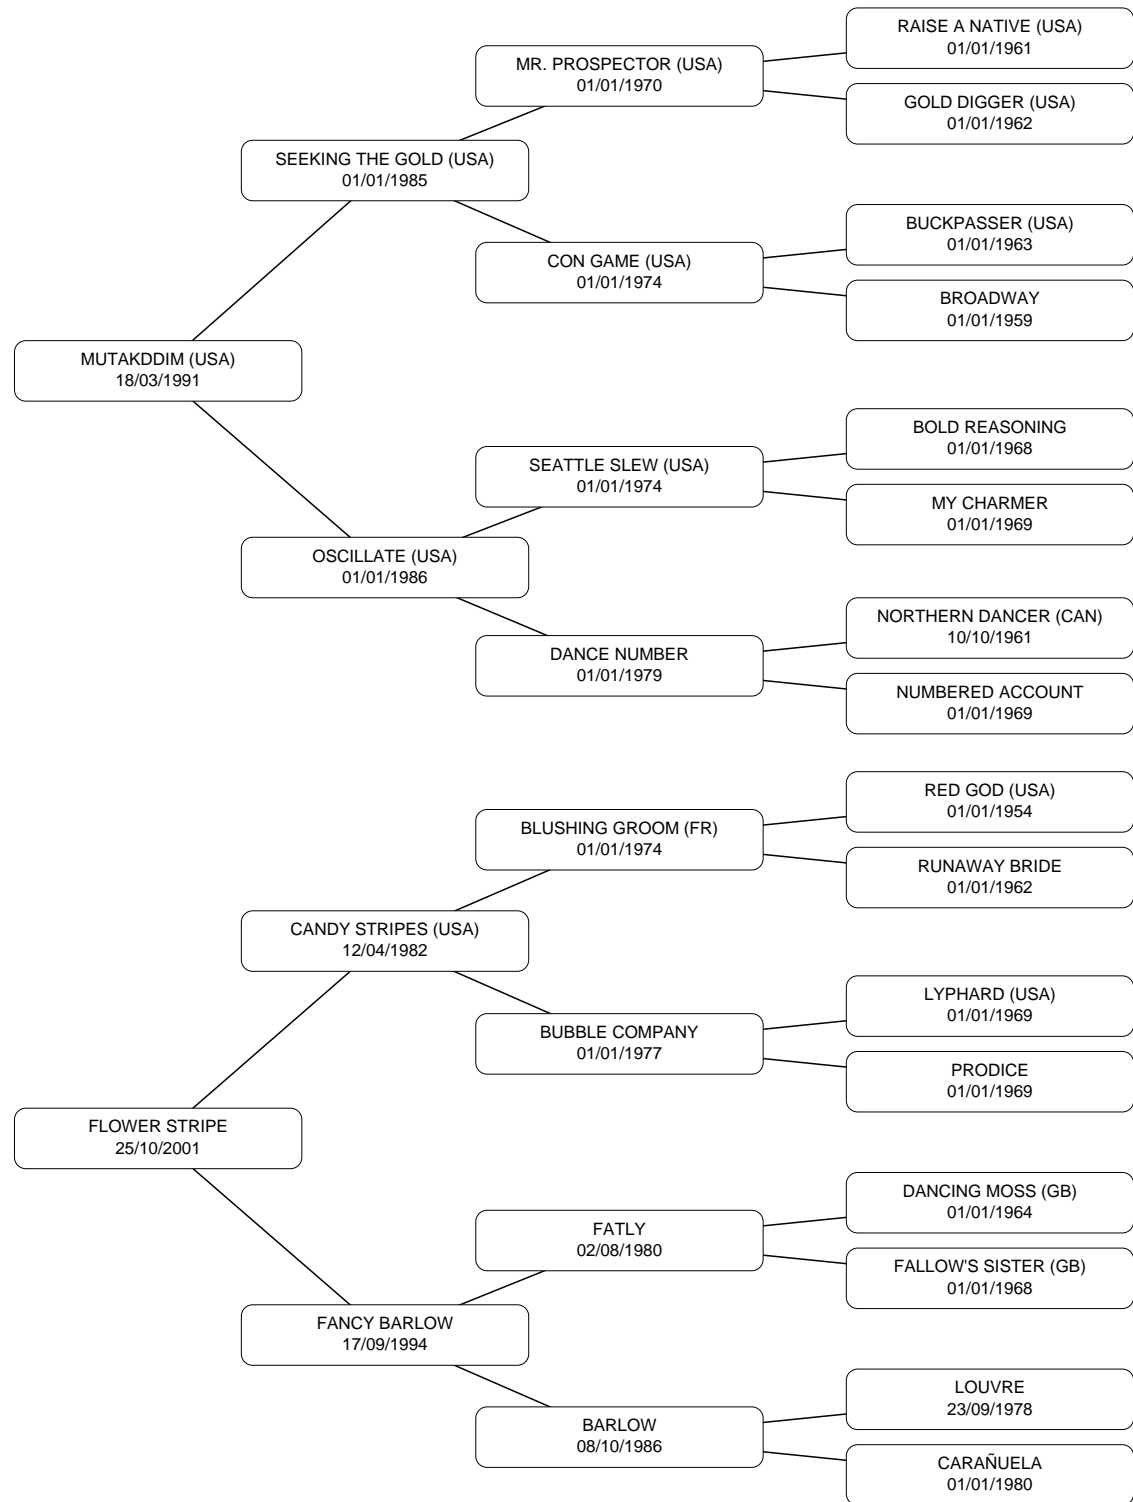 RAISE A NATIVE (USA)
01/01/1961
MR. PROSPECTOR (USA)
01/01/1970
GOLD DIGGER (USA)
01/01/1962
SEEKING THE GOLD (USA)
01/01/1985
BUCKPASSER (USA)
01/01/1963
CON GAME (USA)
01/01/1974
BROADWAY
01/01/1959
MUTAKDDIM (USA)
18/03/1991
BOLD REASONING
01/01/1968
SEATTLE SLEW (USA)
01/01/1974
MY CHARMER
01/01/1969
OSCILLATE (USA)
01/01/1986
NORTHERN DANCER (CAN)
10/10/1961
DANCE NUMBER
01/01/1979
NUMBERED ACCOUNT
01/01/1969
RED GOD (USA)
01/01/1954
BLUSHING GROOM (FR)
01/01/1974
RUNAWAY BRIDE
01/01/1962
CANDY STRIPES (USA)
12/04/1982
LYPHARD (USA)
01/01/1969
BUBBLE COMPANY
01/01/1977
PRODICE
01/01/1969
FLOWER STRIPE
25/10/2001
DANCING MOSS (GB)
01/01/1964
FATLY
02/08/1980
FALLOW'S SISTER (GB)
01/01/1968
FANCY BARLOW
17/09/1994
LOUVRE
23/09/1978
BARLOW
08/10/1986
CARAÑUELA
01/01/1980